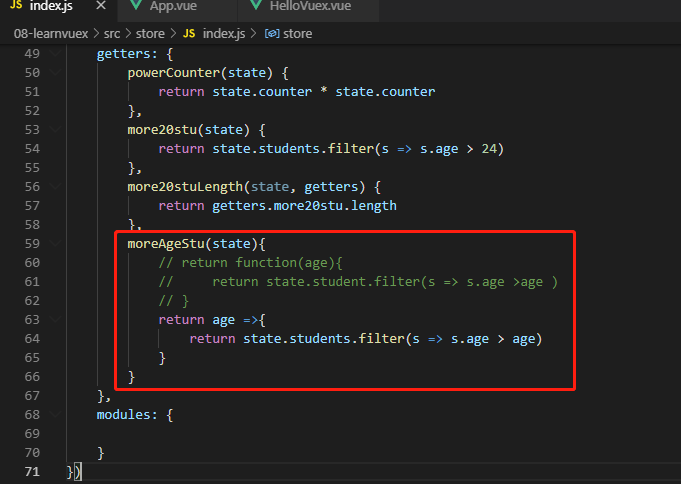 JS index.js × App.vue HelloVuex.vue
08-learnvuex > src > store > JS index.js > store
49 getters: {
50 powerCounter(state) {
51 return state.counter * state.counter
52 },
53 more20stu(state) {
54 return state.students.filter(s => s.age > 24)
55 },
56 more20stuLength(state, getters) {
57 return getters.more20stu.length
58 },
59 moreAgeStu(state){
60 // return function(age){
61 // return state.student.filter(s => s.age >age )
62 // }
63 return age =>{
64 return state.students.filter(s => s.age > age)
65 }
66 }
67 },
68 modules: {
69
70 }
71 })